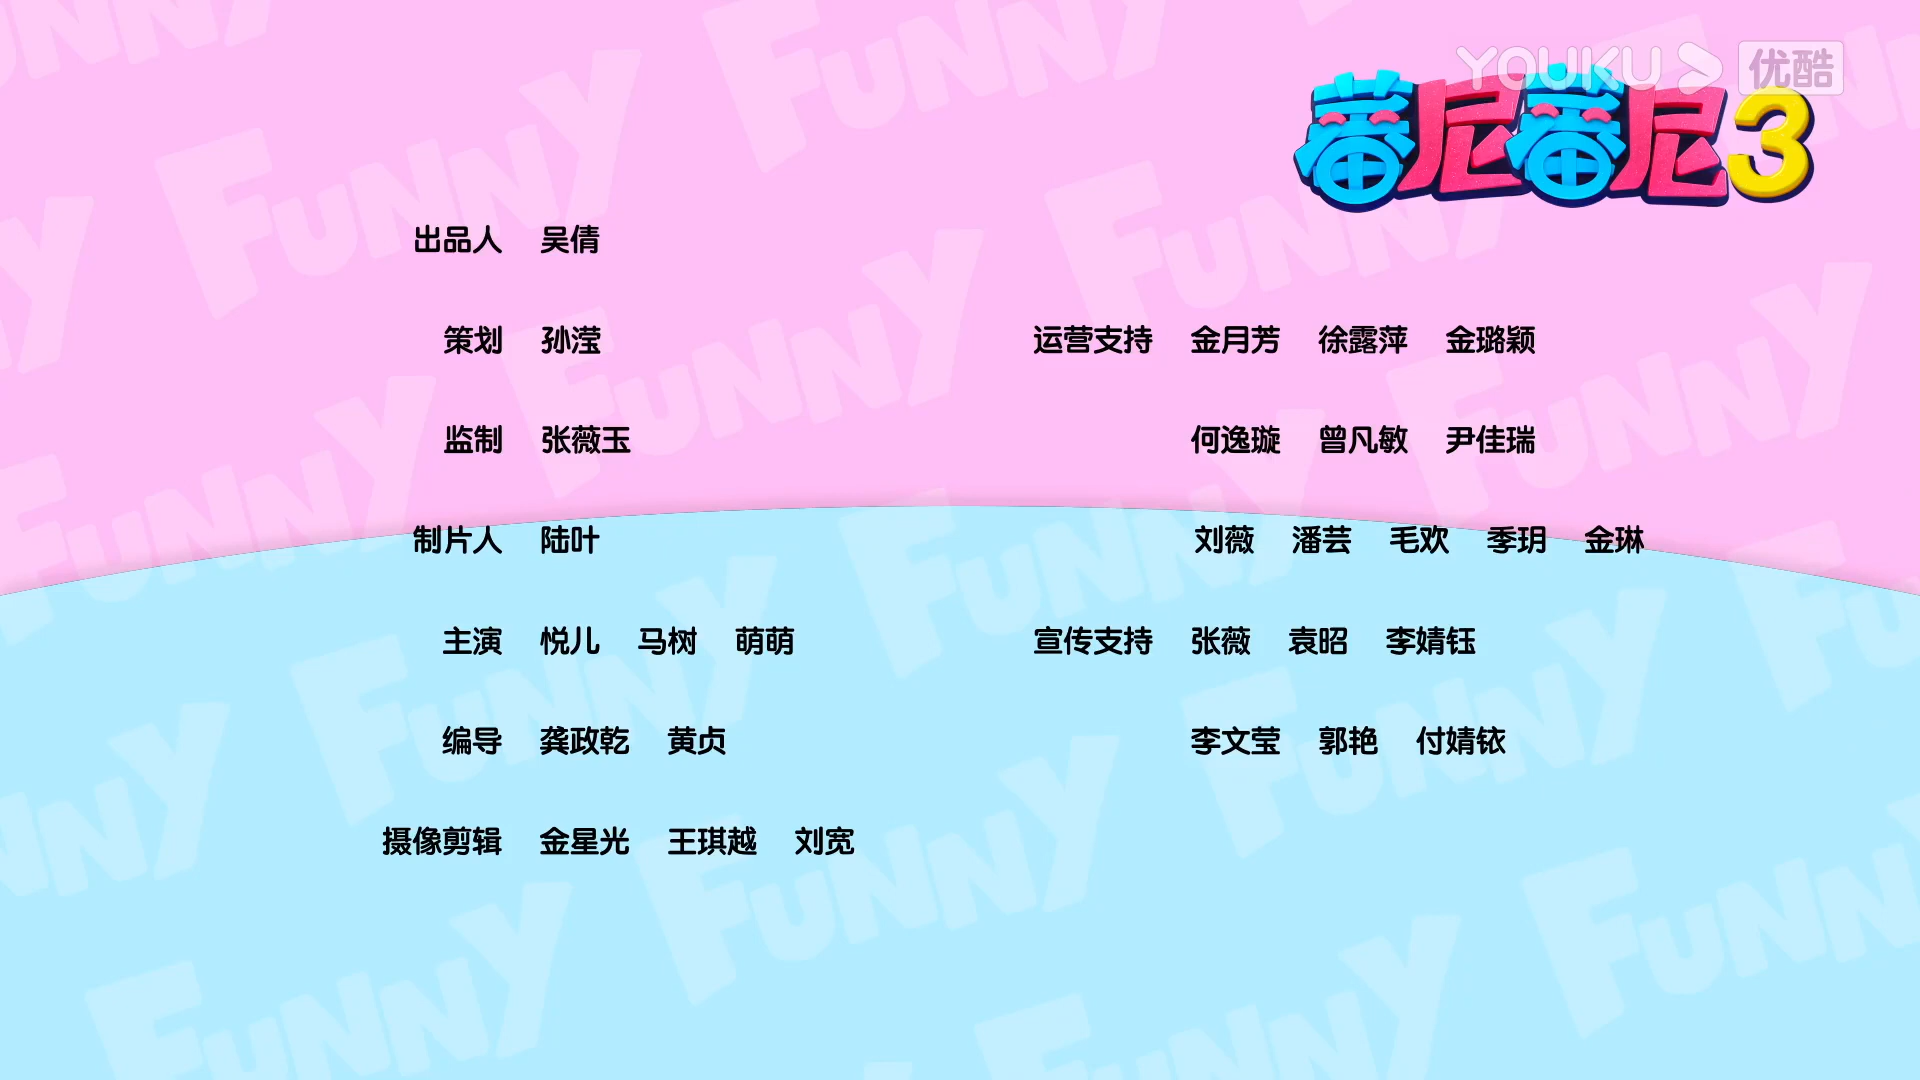 YOUKU 优酷
蕃尼蕃尼3
出品人 吴倩
策划 孙滢
监制 张薇玉
制片人 陆叶
主演 悦儿 马树 萌萌
编导 龚政乾 黄贞
摄像剪辑 金星光 王琪越 刘宽
运营支持 金月芳 徐露萍 金璐颖
何逸璇 曾凡敏 尹佳瑞
刘薇 潘芸 毛欢 季玥 金琳
宣传支持 张薇 袁昭 李婧钰
李文莹 郭艳 付婧铱
FUNNY